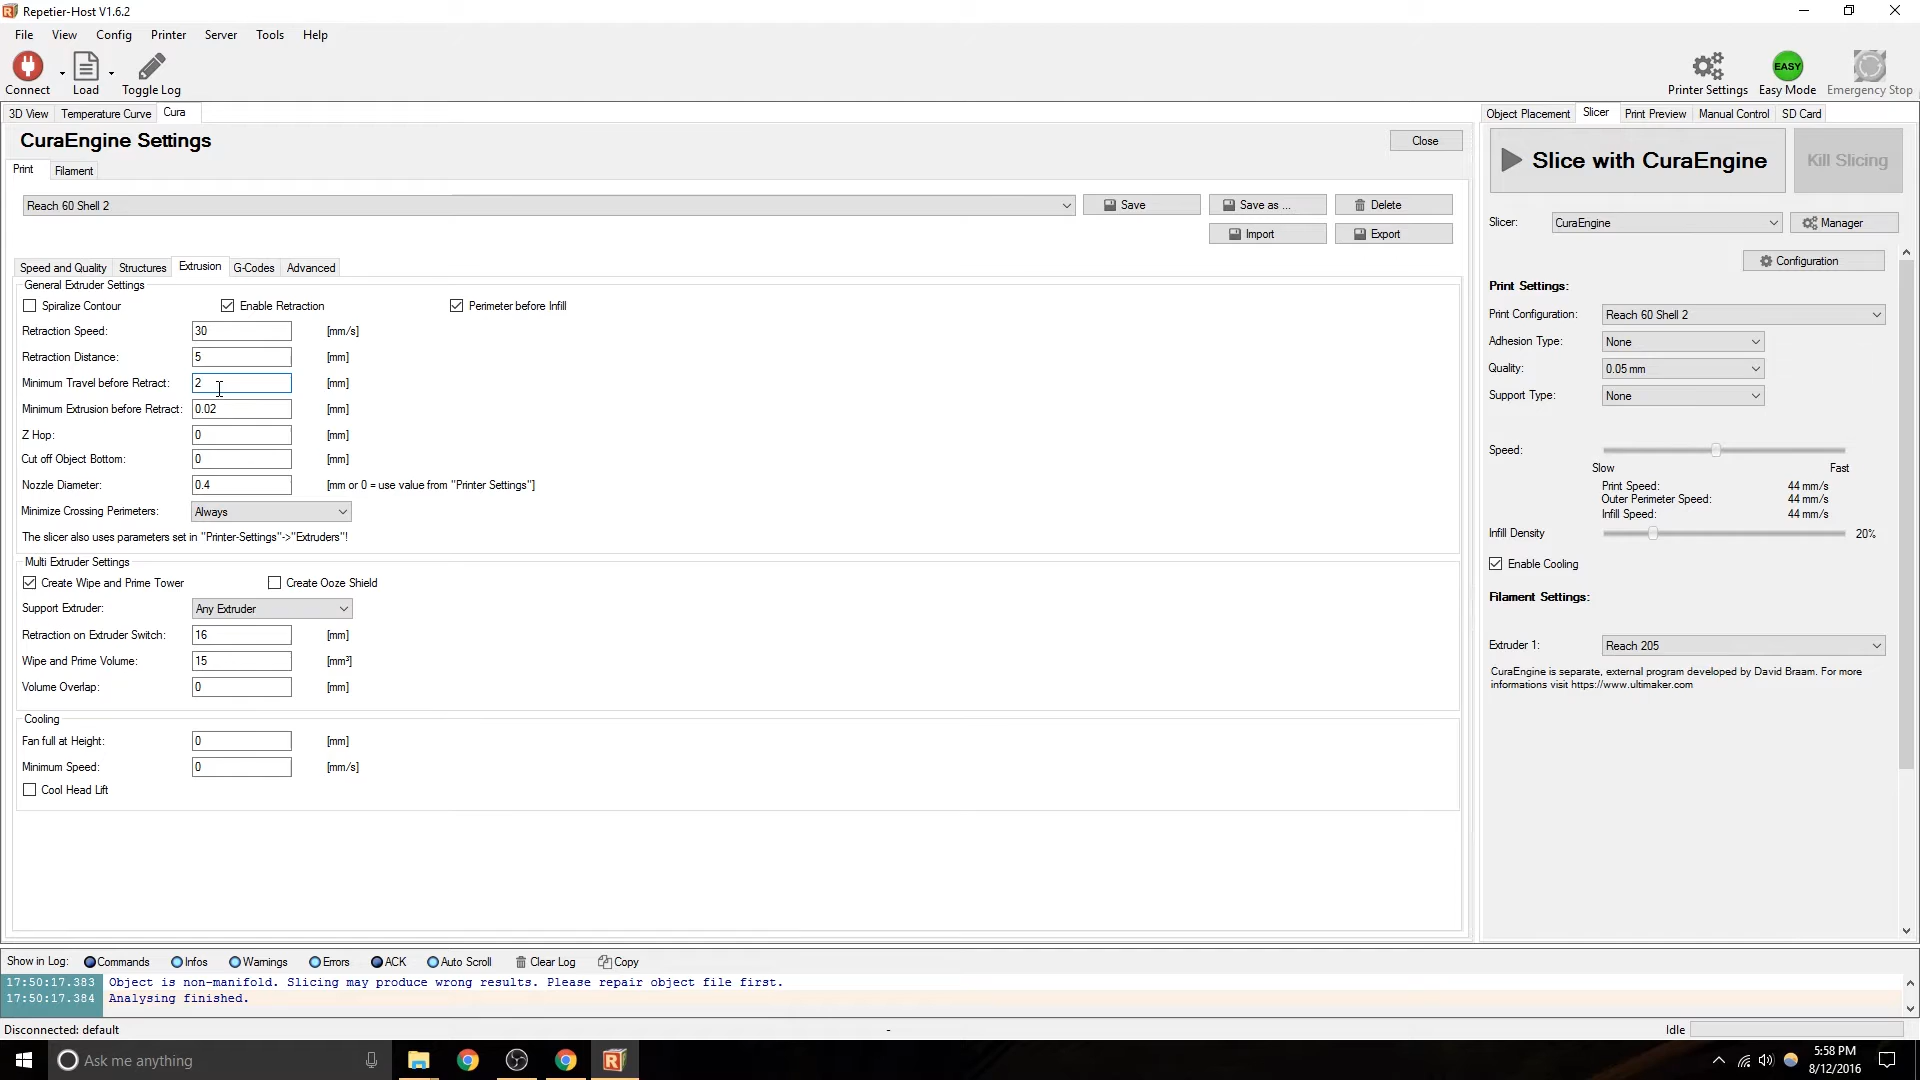 Repetier-Host V1.6.2
File View Config Printer Server Tools Help
Connect Load Toggle Log Printer Settings EASY Easy Mode Emergency Stop
3D View Temperature Curve Cura
CuraEngine Settings Close
Print Filament
Reach 60 Shell 2 Save Save as ... Delete
Import Export
Speed and Quality Structures Extrusion G-Codes Advanced
General Extruder Settings
Spiralize Contour Enable Retraction Perimeter before Infill
Retraction Speed: 30 [mm/s]
Retraction Distance: 5 [mm]
Minimum Travel before Retract: 2 [mm]
Minimum Extrusion before Retract: 0.02 [mm]
Z Hop: 0 [mm]
Cut off Object Bottom: 0 [mm]
Nozzle Diameter: 0.4 [mm or 0 = use value from "Printer Settings"]
Minimize Crossing Perimeters: Always
The slicer also uses parameters set in "Printer-Settings"->"Extruders"!
Multi Extruder Settings
Create Wipe and Prime Tower Create Ooze Shield
Support Extruder: Any Extruder
Retraction on Extruder Switch: 16 [mm]
Wipe and Prime Volume: 15 [mm³]
Volume Overlap: 0 [mm]
Cooling
Fan full at Height: 0 [mm]
Minimum Speed: 0 [mm/s]
Cool Head Lift
Object Placement Slicer Print Preview Manual Control SD Card
Slice with CuraEngine Kill Slicing
Slicer: CuraEngine Manager
Configuration
Print Settings:
Print Configuration: Reach 60 Shell 2
Adhesion Type: None
Quality: 0.05 mm
Support Type: None
Speed:
Slow Fast
Print Speed: 44 mm/s
Outer Perimeter Speed: 44 mm/s
Infill Speed: 44 mm/s
Infill Density 20%
Enable Cooling
Filament Settings:
Extruder 1: Reach 205
CuraEngine is separate, external program developed by David Braam. For more
informations visit https://www.ultimaker.com
Show in Log: Commands Infos Warnings Errors ACK Auto Scroll Clear Log Copy
17:50:17.383 Object is non-manifold. Slicing may produce wrong results. Please repair object file first.
17:50:17.384 Analysing finished.
Disconnected: default - Idle
Ask me anything
5:58 PM
8/12/2016